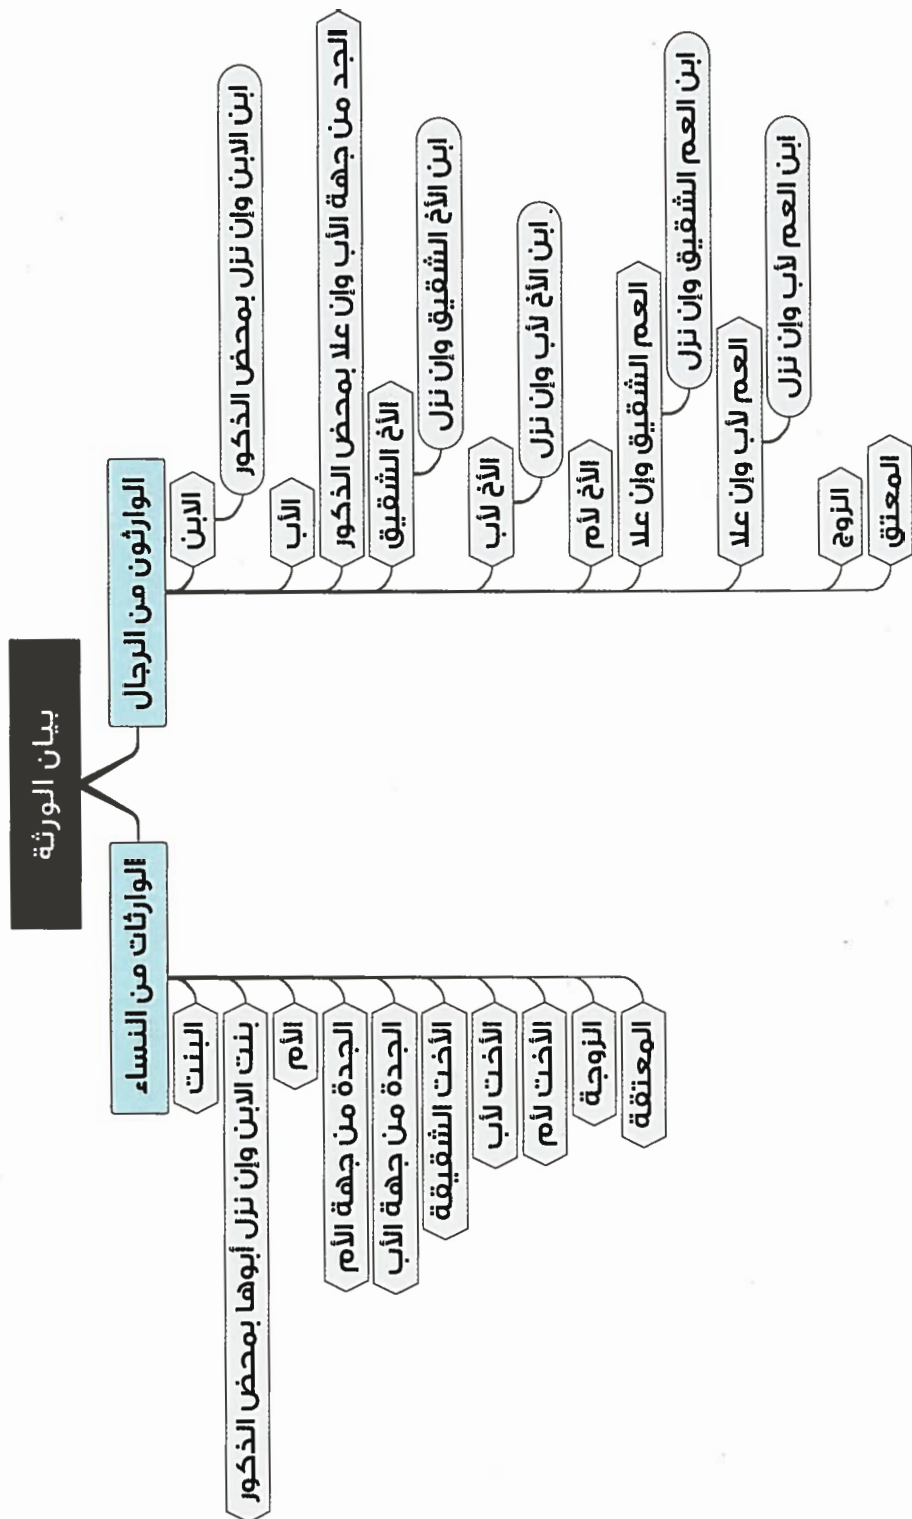 بيان الورثة
الوارثون من الرجال
الابن
ابن الابن وإن نزل بمحض الذكور
الأب
الجد من جهة الأب وإن علا بمحض الذكور
الأخ الشقيق
ابن الأخ الشقيق وإن نزل
الأخ لأب
ابن الأخ لأب وإن نزل
الأخ لأم
العم الشقيق وإن علا
ابن العم الشقيق وإن نزل
العم لأب وإن علا
ابن العم لأب وإن نزل
الزوج
المعتق
الوارثات من النساء
البنت
بنت الابن وإن نزل أبوها بمحض الذكور
الأم
الجدة من جهة الأم
الجدة من جهة الأب
الأخت الشقيقة
الأخت لأب
الأخت لأم
الزوجة
المعتقة